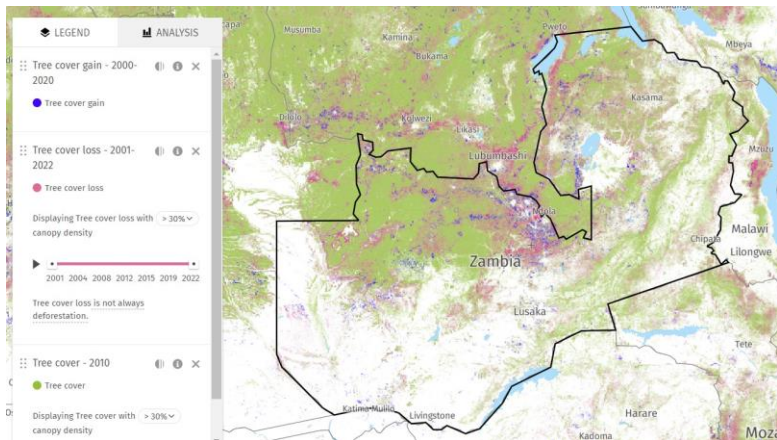 LEGEND
ANALYSIS
Tree cover gain - 2000-
2020
Tree cover gain
Tree cover loss - 2001-
2022
Tree cover loss
Displaying Tree cover loss with > 30%
canopy density
2001 2004 2008 2012 2015 2019 2022
Tree cover loss is not always
deforestation.
Tree cover - 2010
Tree cover
Displaying Tree cover with > 30%
canopy density
Musumba
Kamina
Bukama
Pweto
Mbeya
Kasama
Dilolo
Kolwezi
Likasi
Lubumbashi
Mzuzu
Ndola
Malawi
Chipata
Lilongwe
Zambia
Lusaka
Tete
Katima Mulilo
Livingstone
Harare
Kadoma
Moza